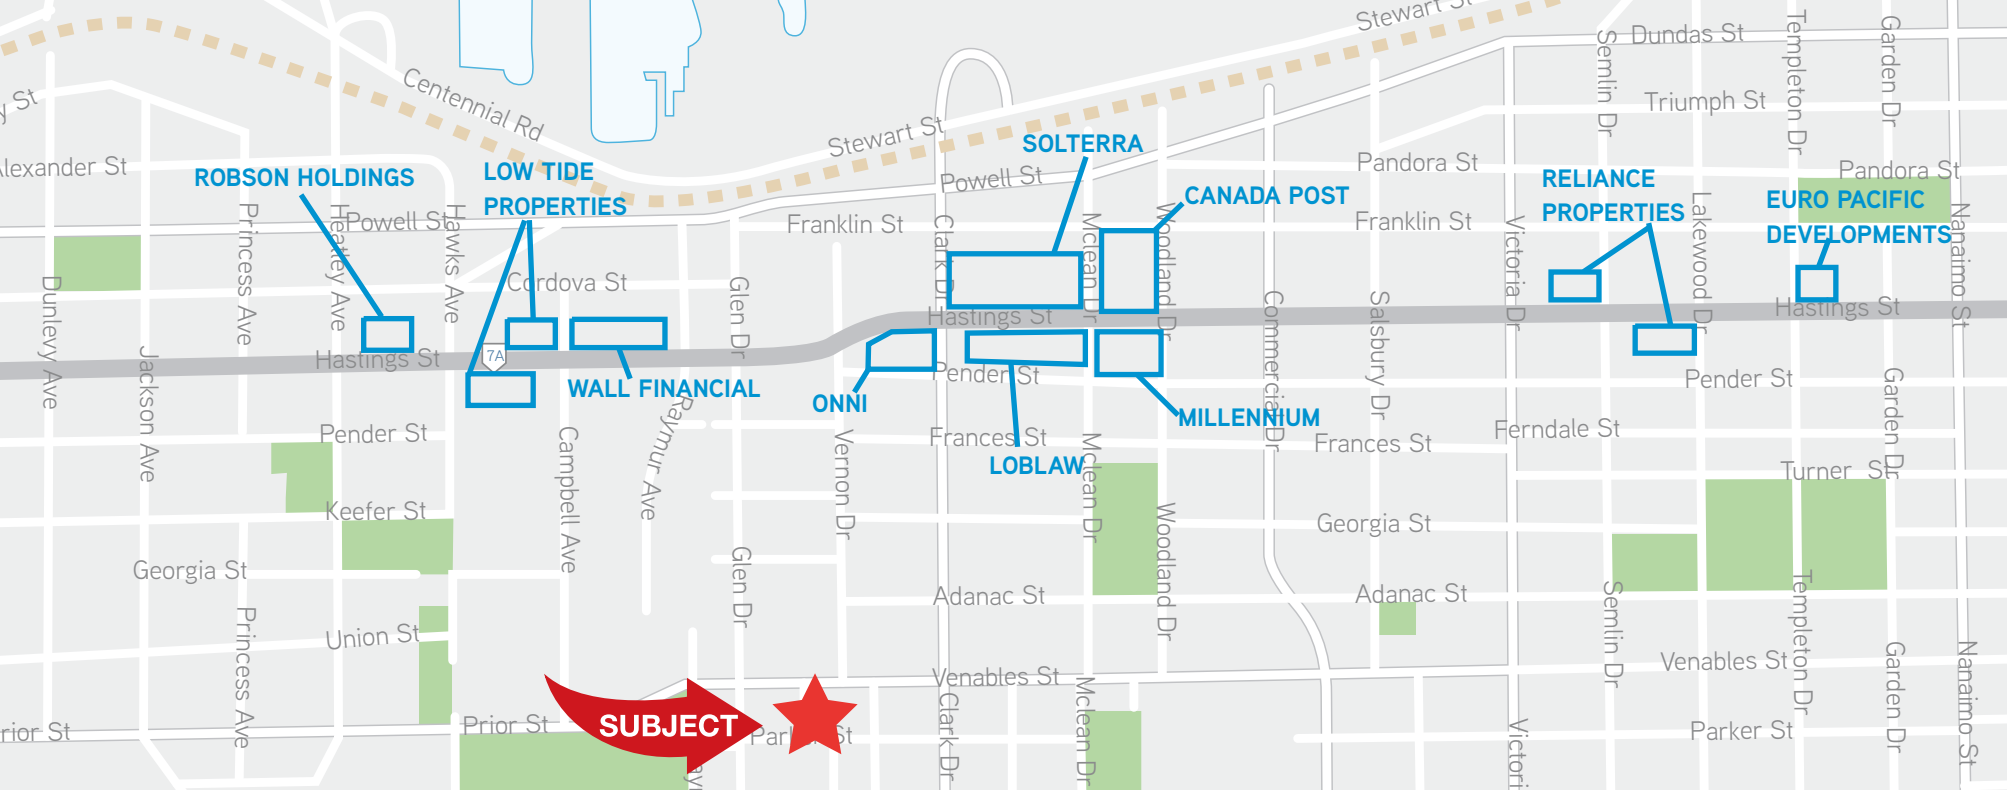 Stewart St
Dundas St
Semlin Dr
Templeton Dr
Garden Dr
Centennial Rd
Triumph St
y St
Stewart St
SOLTERRA
Alexander St
ROBSON HOLDINGS
LOW TIDE
PROPERTIES
Powell St
CANADA POST
Pandora St
RELIANCE
PROPERTIES
Pandora St
EURO PACIFIC
DEVELOPMENTS
Princess Ave
Heatley Ave
Powell St
Hawks Ave
Franklin St
Clark Dr
Mclean Dr
Woodland Dr
Franklin St
Victoria Dr
Lakewood Dr
Nanaimo St
Dunlevy Ave
Cordova St
Glen Dr
Commercial Dr
Salsbury Dr
Hastings St
Hastings St
Jackson Ave
Hastings St
7A
WALL FINANCIAL
ONNI
Pender St
MILLENNIUM
Pender St
Garden Dr
Pender St
Campbell Ave
Raymur Ave
Vernon Dr
Frances St
LOBLAW
Mclean Dr
Frances St
Ferndale St
Turner St
Keefer St
Woodland Dr
Georgia St
Georgia St
Glen Dr
Adanac St
Adanac St
Semlin Dr
Templeton Dr
Princess Ave
Union St
Venables St
Venables St
Garden Dr
Nanaimo St
rior St
Prior St
SUBJECT
St
Clark Dr
Mclean Dr
Victori
Parker St